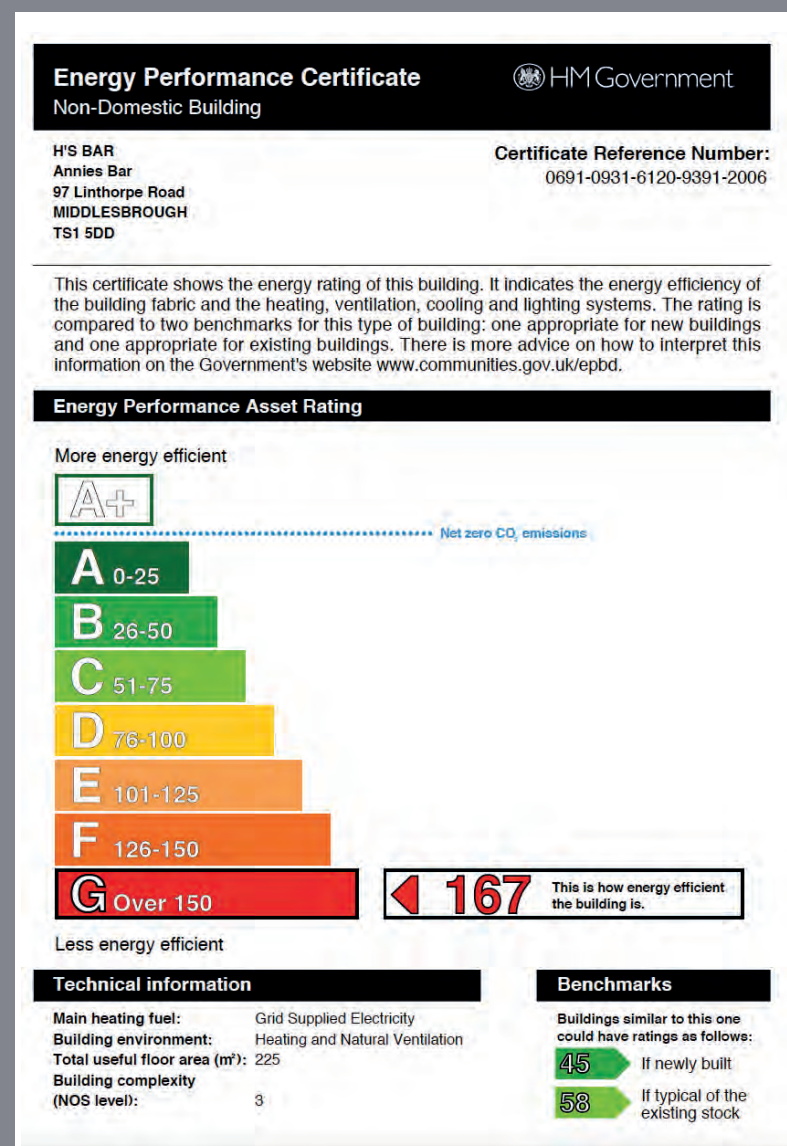 Energy Performance Certificate
HM Government
Non-Domestic Building
H'S BAR
Annies Bar
97 Linthorpe Road
MIDDLESBROUGH
TS1 5DD
Certificate Reference Number:
0691-0931-6120-9391-2006
This certificate shows the energy rating of this building. It indicates the energy efficiency of
the building fabric and the heating, ventilation, cooling and lighting systems. The rating is
compared to two benchmarks for this type of building: one appropriate for new buildings
and one appropriate for existing buildings. There is more advice on how to interpret this
information on the Government's website www.communities.gov.uk/epbd.
Energy Performance Asset Rating
More energy efficient
A+
Net zero CO₂ emissions
A 0-25
B 26-50
C 51-75
D 76-100
E 101-125
F 126-150
G Over 150
167
This is how energy efficient
the building is.
Less energy efficient
Technical information
Main heating fuel: Grid Supplied Electricity
Building environment: Heating and Natural Ventilation
Total useful floor area (m²): 225
Building complexity
(NOS level): 3
Benchmarks
Buildings similar to this one
could have ratings as follows:
45 If newly built
58 If typical of the
existing stock